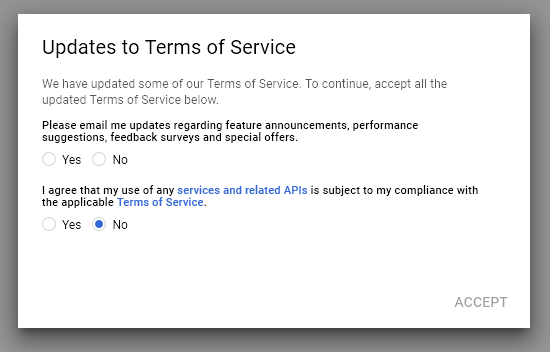 Updates to Terms of Service
We have updated some of our Terms of Service. To continue, accept all the
updated Terms of Service below.
Please email me updates regarding feature announcements, performance
suggestions, feedback surveys and special offers.
Yes No
I agree that my use of any services and related APIs is subject to my compliance with
the applicable Terms of Service.
Yes No
ACCEPT